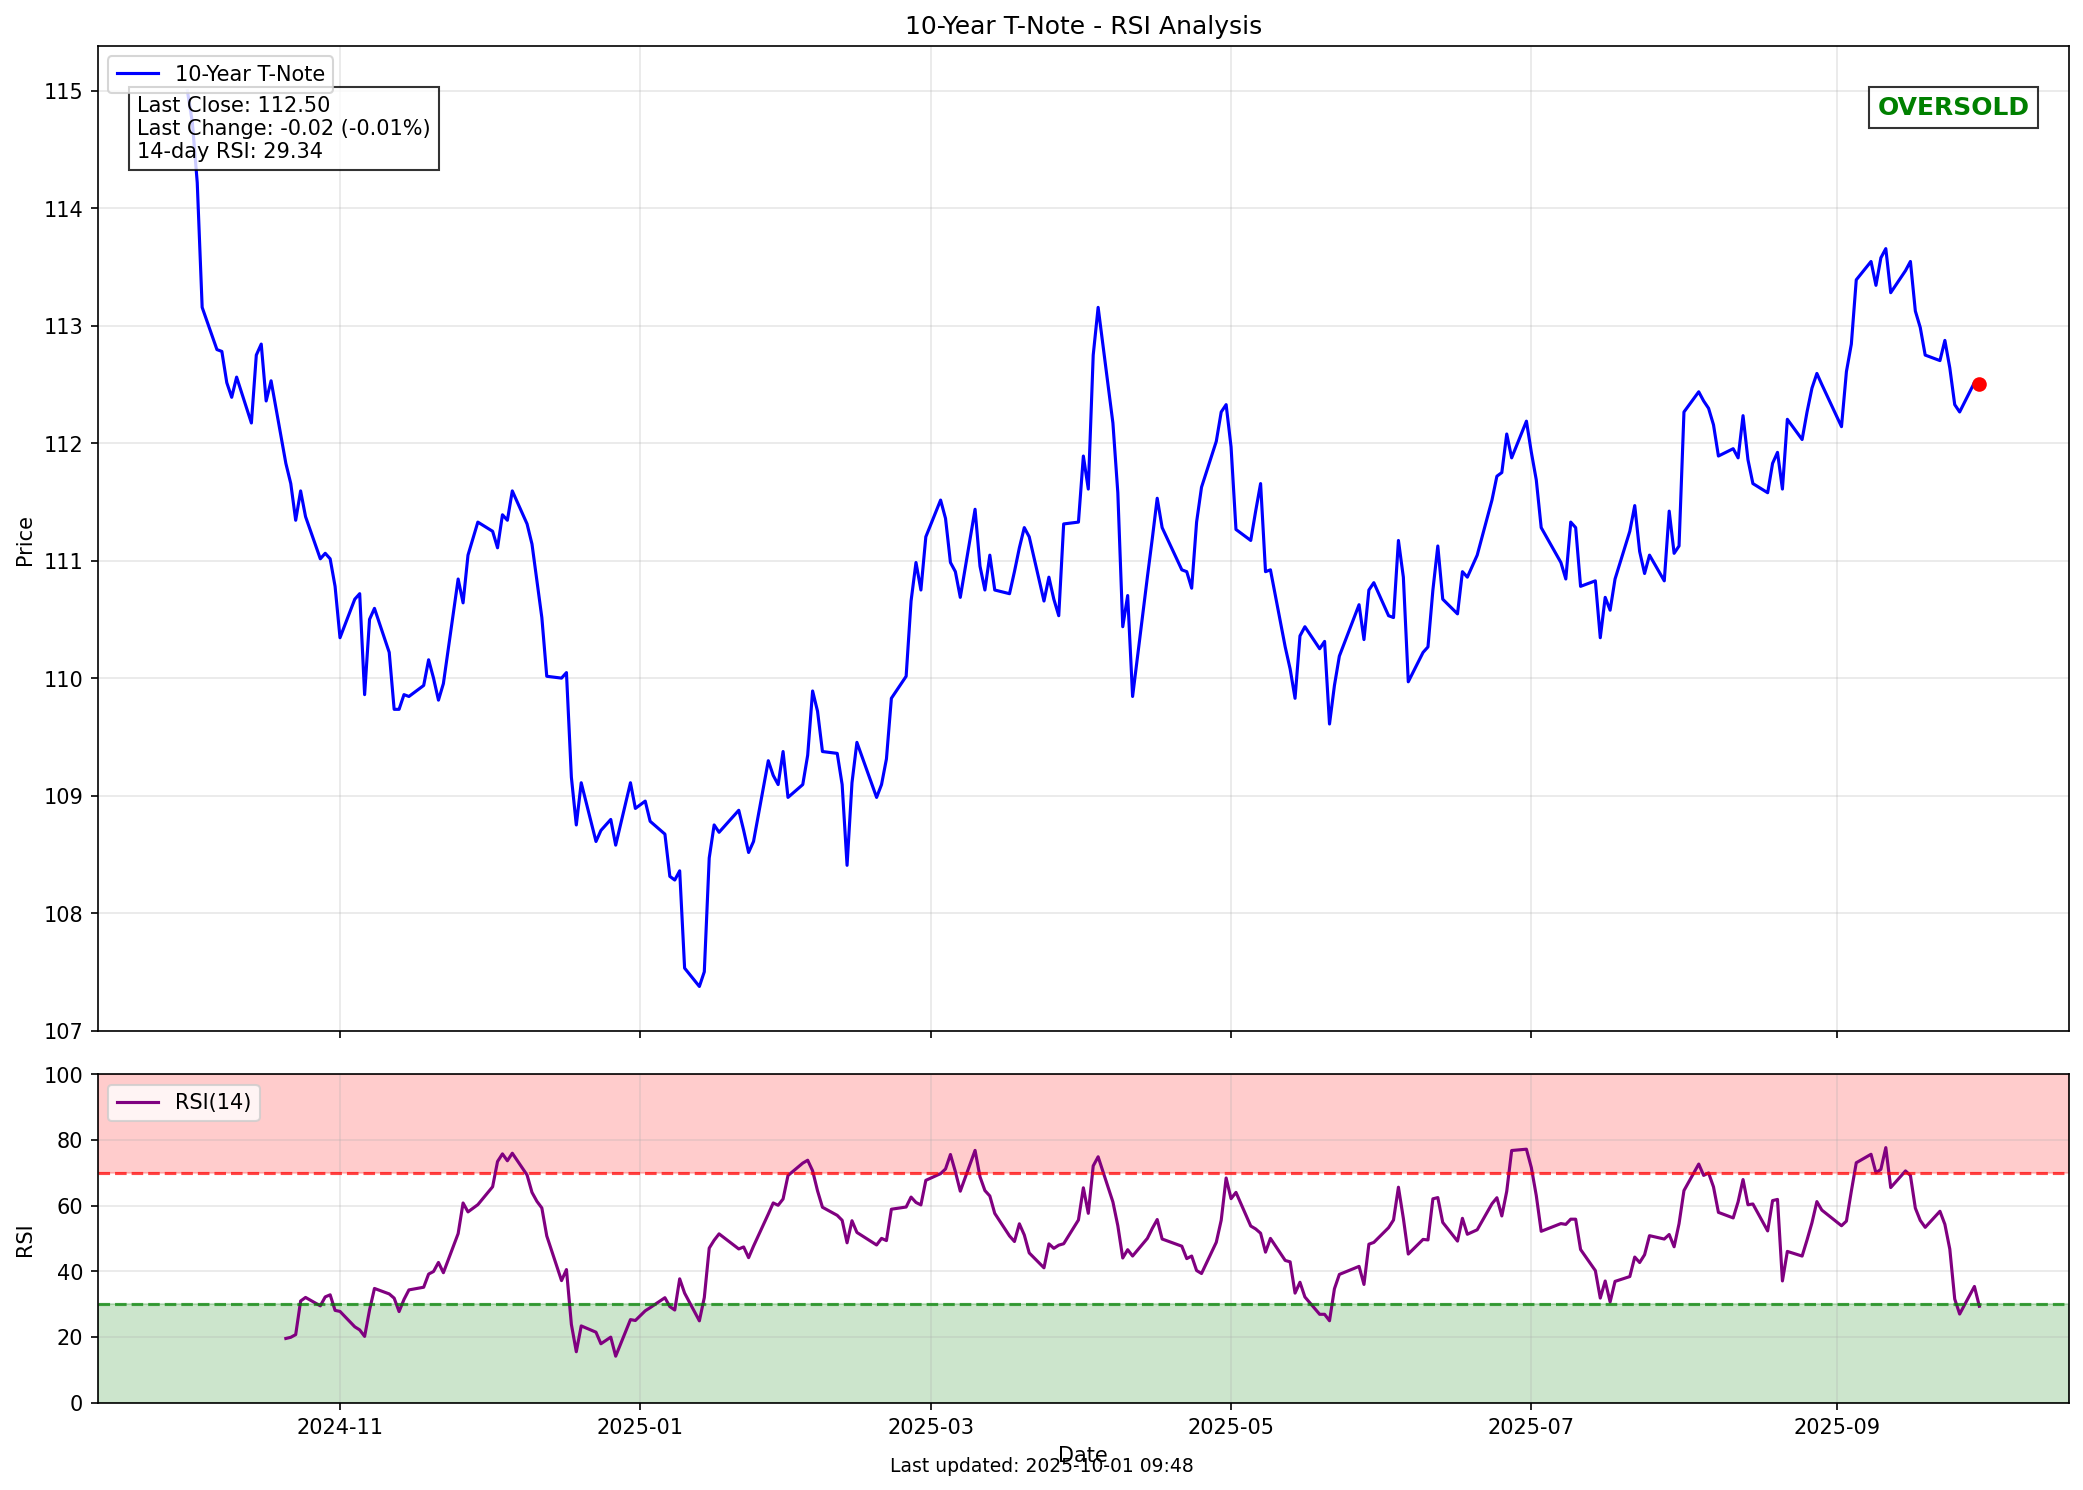 10-Year T-Note - RSI Analysis
10-Year T-Note
Last Close: 112.50
Last Change: -0.02 (-0.01%)
14-day RSI: 29.34
OVERSOLD
Price
115
114
113
112
111
110
109
108
107
RSI(14)
RSI
100
80
60
40
20
0
2024-11
2025-01
2025-03
2025-05
2025-07
2025-09
Date
Last updated: 2025-10-01 09:48